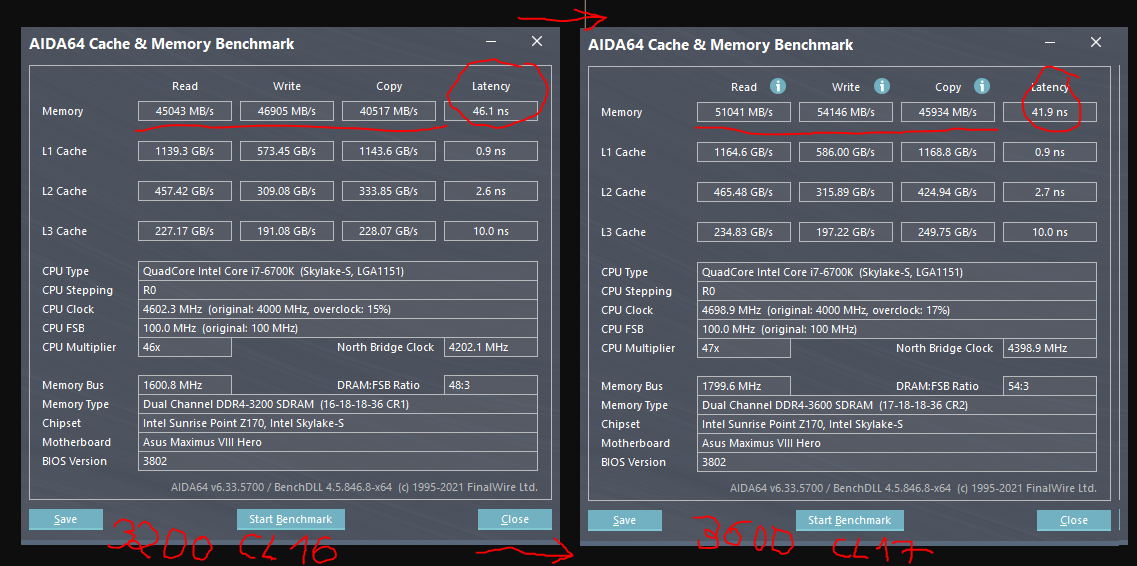 AIDA64 Cache & Memory Benchmark
Read Write Copy Latency
Memory 45043 MB/s 46905 MB/s 40517 MB/s 46.1 ns
L1 Cache 1139.3 GB/s 573.45 GB/s 1143.6 GB/s 0.9 ns
L2 Cache 457.42 GB/s 309.08 GB/s 333.85 GB/s 2.6 ns
L3 Cache 227.17 GB/s 191.08 GB/s 228.07 GB/s 10.0 ns
CPU Type QuadCore Intel Core i7-6700K (Skylake-S, LGA1151)
CPU Stepping R0
CPU Clock 4602.3 MHz (original: 4000 MHz, overclock: 15%)
CPU FSB 100.0 MHz (original: 100 MHz)
CPU Multiplier 46x North Bridge Clock 4202.1 MHz
Memory Bus 1600.8 MHz DRAM:FSB Ratio 48:3
Memory Type Dual Channel DDR4-3200 SDRAM (16-18-18-36 CR1)
Chipset Intel Sunrise Point Z170, Intel Skylake-S
Motherboard Asus Maximus VIII Hero
BIOS Version 3802
AIDA64 v6.33.5700 / BenchDLL 4.5.846.8-x64 (c) 1995-2021 FinalWire Ltd.
Save Start Benchmark Close
3200 CL16
AIDA64 Cache & Memory Benchmark
Read Write Copy Latency
Memory 51041 MB/s 54146 MB/s 45934 MB/s 41.9 ns
L1 Cache 1164.6 GB/s 586.00 GB/s 1168.8 GB/s 0.9 ns
L2 Cache 465.48 GB/s 315.89 GB/s 424.94 GB/s 2.7 ns
L3 Cache 234.83 GB/s 197.22 GB/s 249.75 GB/s 10.0 ns
CPU Type QuadCore Intel Core i7-6700K (Skylake-S, LGA1151)
CPU Stepping R0
CPU Clock 4698.9 MHz (original: 4000 MHz, overclock: 17%)
CPU FSB 100.0 MHz (original: 100 MHz)
CPU Multiplier 47x North Bridge Clock 4398.9 MHz
Memory Bus 1799.6 MHz DRAM:FSB Ratio 54:3
Memory Type Dual Channel DDR4-3600 SDRAM (17-18-18-36 CR2)
Chipset Intel Sunrise Point Z170, Intel Skylake-S
Motherboard Asus Maximus VIII Hero
BIOS Version 3802
AIDA64 v6.33.5700 / BenchDLL 4.5.846.8-x64 (c) 1995-2021 FinalWire Ltd.
Save Start Benchmark Close
3600 CL17